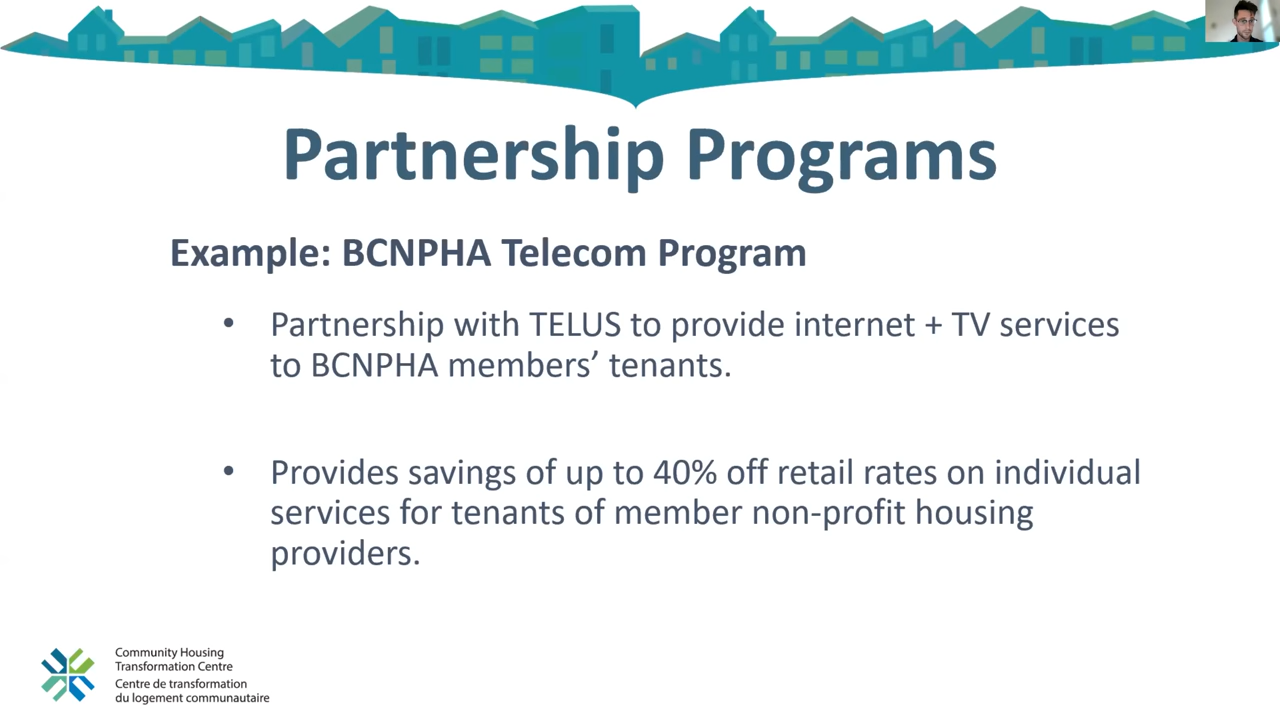 Partnership Programs
Example: BCNPHA Telecom Program
• Partnership with TELUS to provide internet + TV services
to BCNPHA members’ tenants.
• Provides savings of up to 40% off retail rates on individual
services for tenants of member non-profit housing
providers.
Community Housing
Transformation Centre
Centre de transformation
du logement communautaire